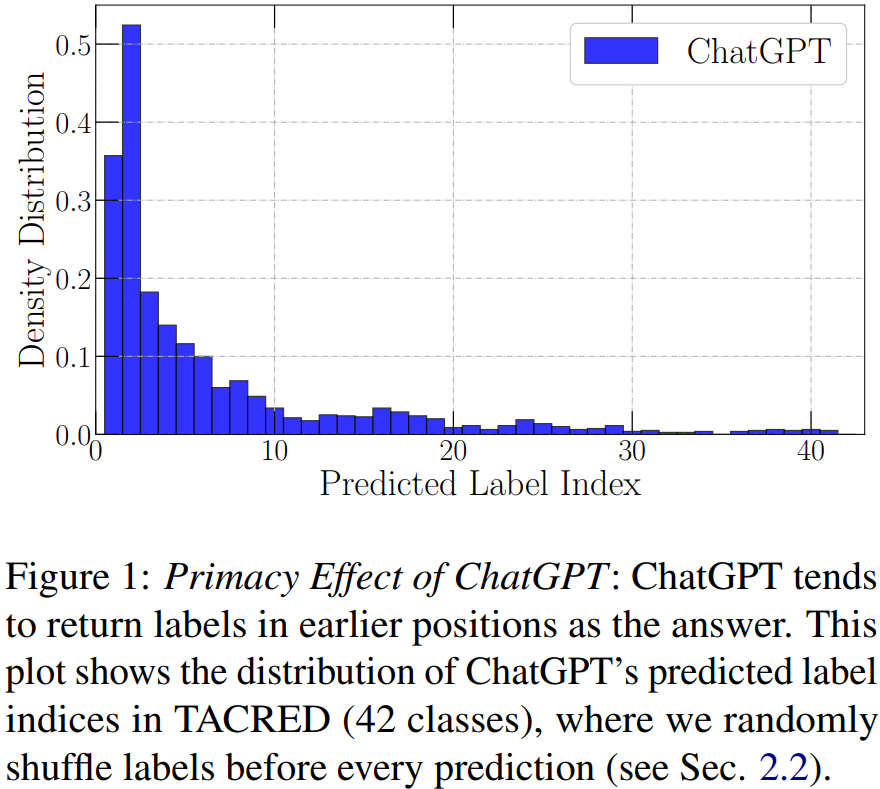 0.5
0.4
0.3
0.2
0.1
0.0
Density Distribution
ChatGPT
0 10 20 30 40
Predicted Label Index
Figure 1: Primacy Effect of ChatGPT: ChatGPT tends
to return labels in earlier positions as the answer. This
plot shows the distribution of ChatGPT's predicted label
indices in TACRED (42 classes), where we randomly
shuffle labels before every prediction (see Sec. 2.2).